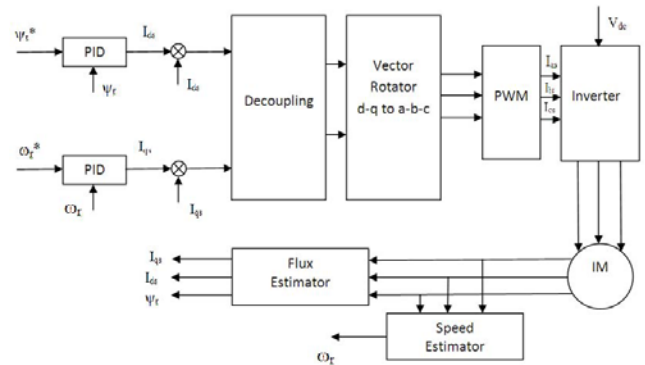 ψr*
PID
Ids
ψr
Ids
ωr*
PID
Iqs
ωr
Iqs
Decoupling
Vector
Rotator
d-q to a-b-c
PWM
Ias
Ibs
Ics
Vdc
Inverter
IM
Flux
Estimator
Iqs
Ids
ψr
Speed
Estimator
ωr